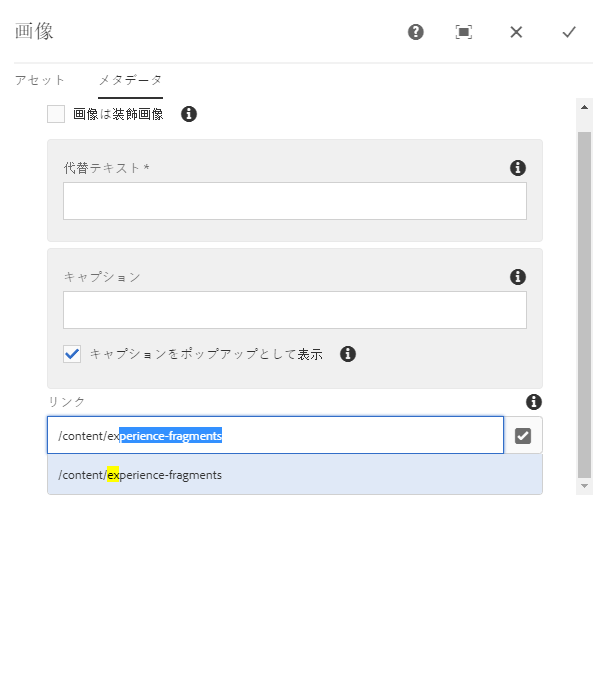 画像
アセット メタデータ
画像は装飾画像
代替テキスト *
キャプション
キャプションをポップアップとして表示
リンク
/content/experience-fragments
/content/experience-fragments